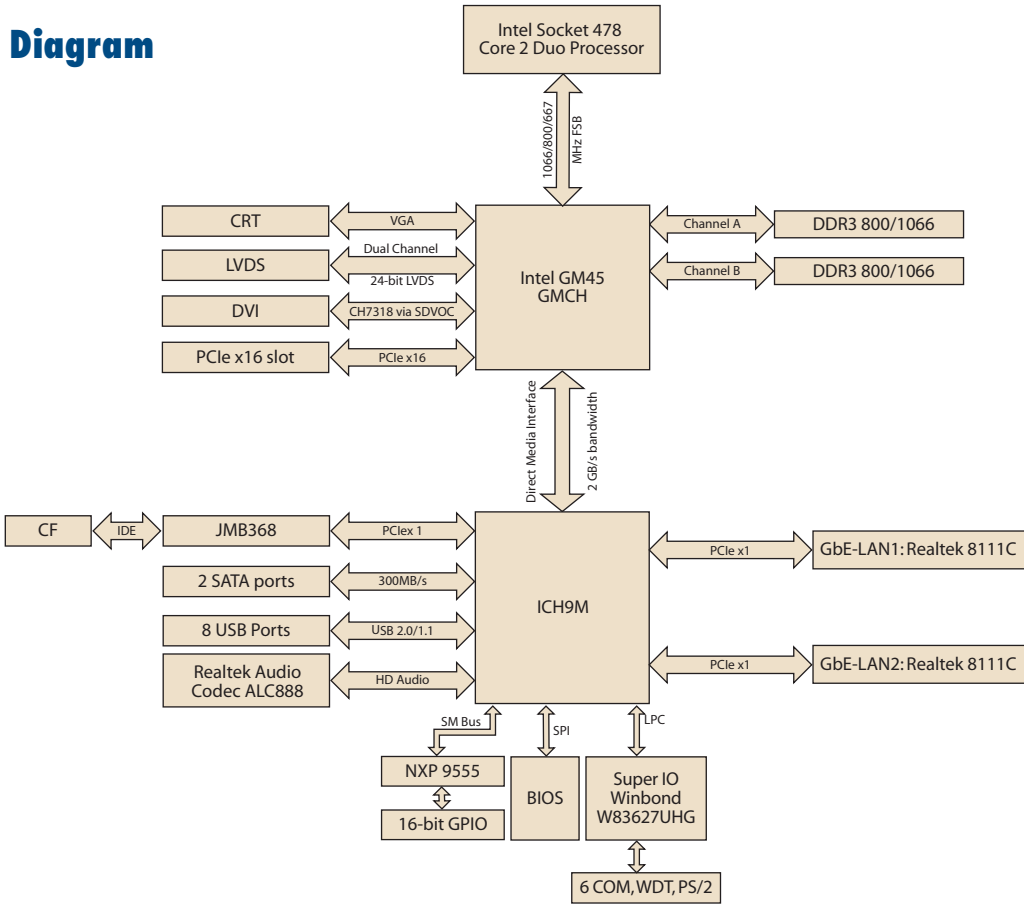 Diagram
Intel Socket 478
Core 2 Duo Processor
1066/800/667
MHz FSB
CRT
VGA
LVDS
Dual Channel
24-bit LVDS
DVI
CH7318 via SDVOC
PCIe x16 slot
PCIe x16
Intel GM45
GMCH
Channel A
DDR3 800/1066
Channel B
DDR3 800/1066
Direct Media Interface
2 GB/s bandwidth
CF
IDE
JMB368
PCIex 1
2 SATA ports
300MB/s
8 USB Ports
USB 2.0/1.1
Realtek Audio
Codec ALC888
HD Audio
ICH9M
PCIe x1
GbE-LAN1: Realtek 8111C
PCIe x1
GbE-LAN2: Realtek 8111C
SM Bus
SPI
LPC
NXP 9555
16-bit GPIO
BIOS
Super IO
Winbond
W83627UHG
6 COM, WDT, PS/2